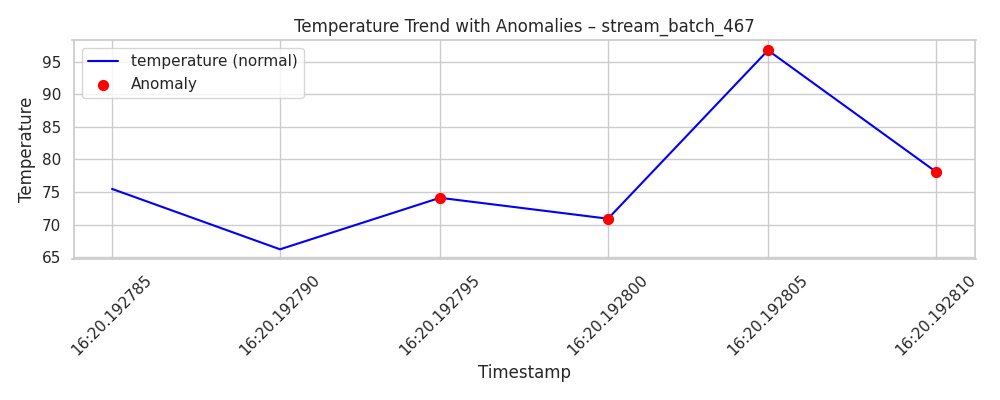 Temperature Trend with Anomalies – stream_batch_467
temperature (normal)
Anomaly
Temperature
95
90
85
80
75
70
65
16:20.192785
16:20.192790
16:20.192795
16:20.192800
16:20.192805
16:20.192810
Timestamp